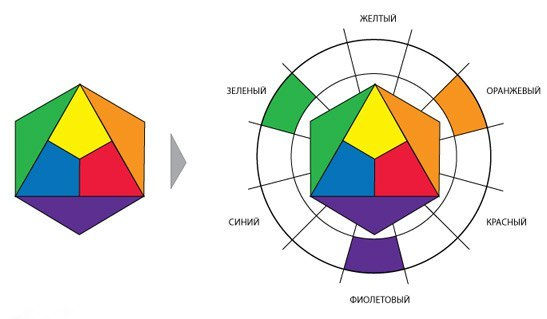 ЖЕЛТЫЙ
ЗЕЛЕНЫЙ
ОРАНЖЕВЫЙ
СИНИЙ
КРАСНЫЙ
ФИОЛЕТОВЫЙ